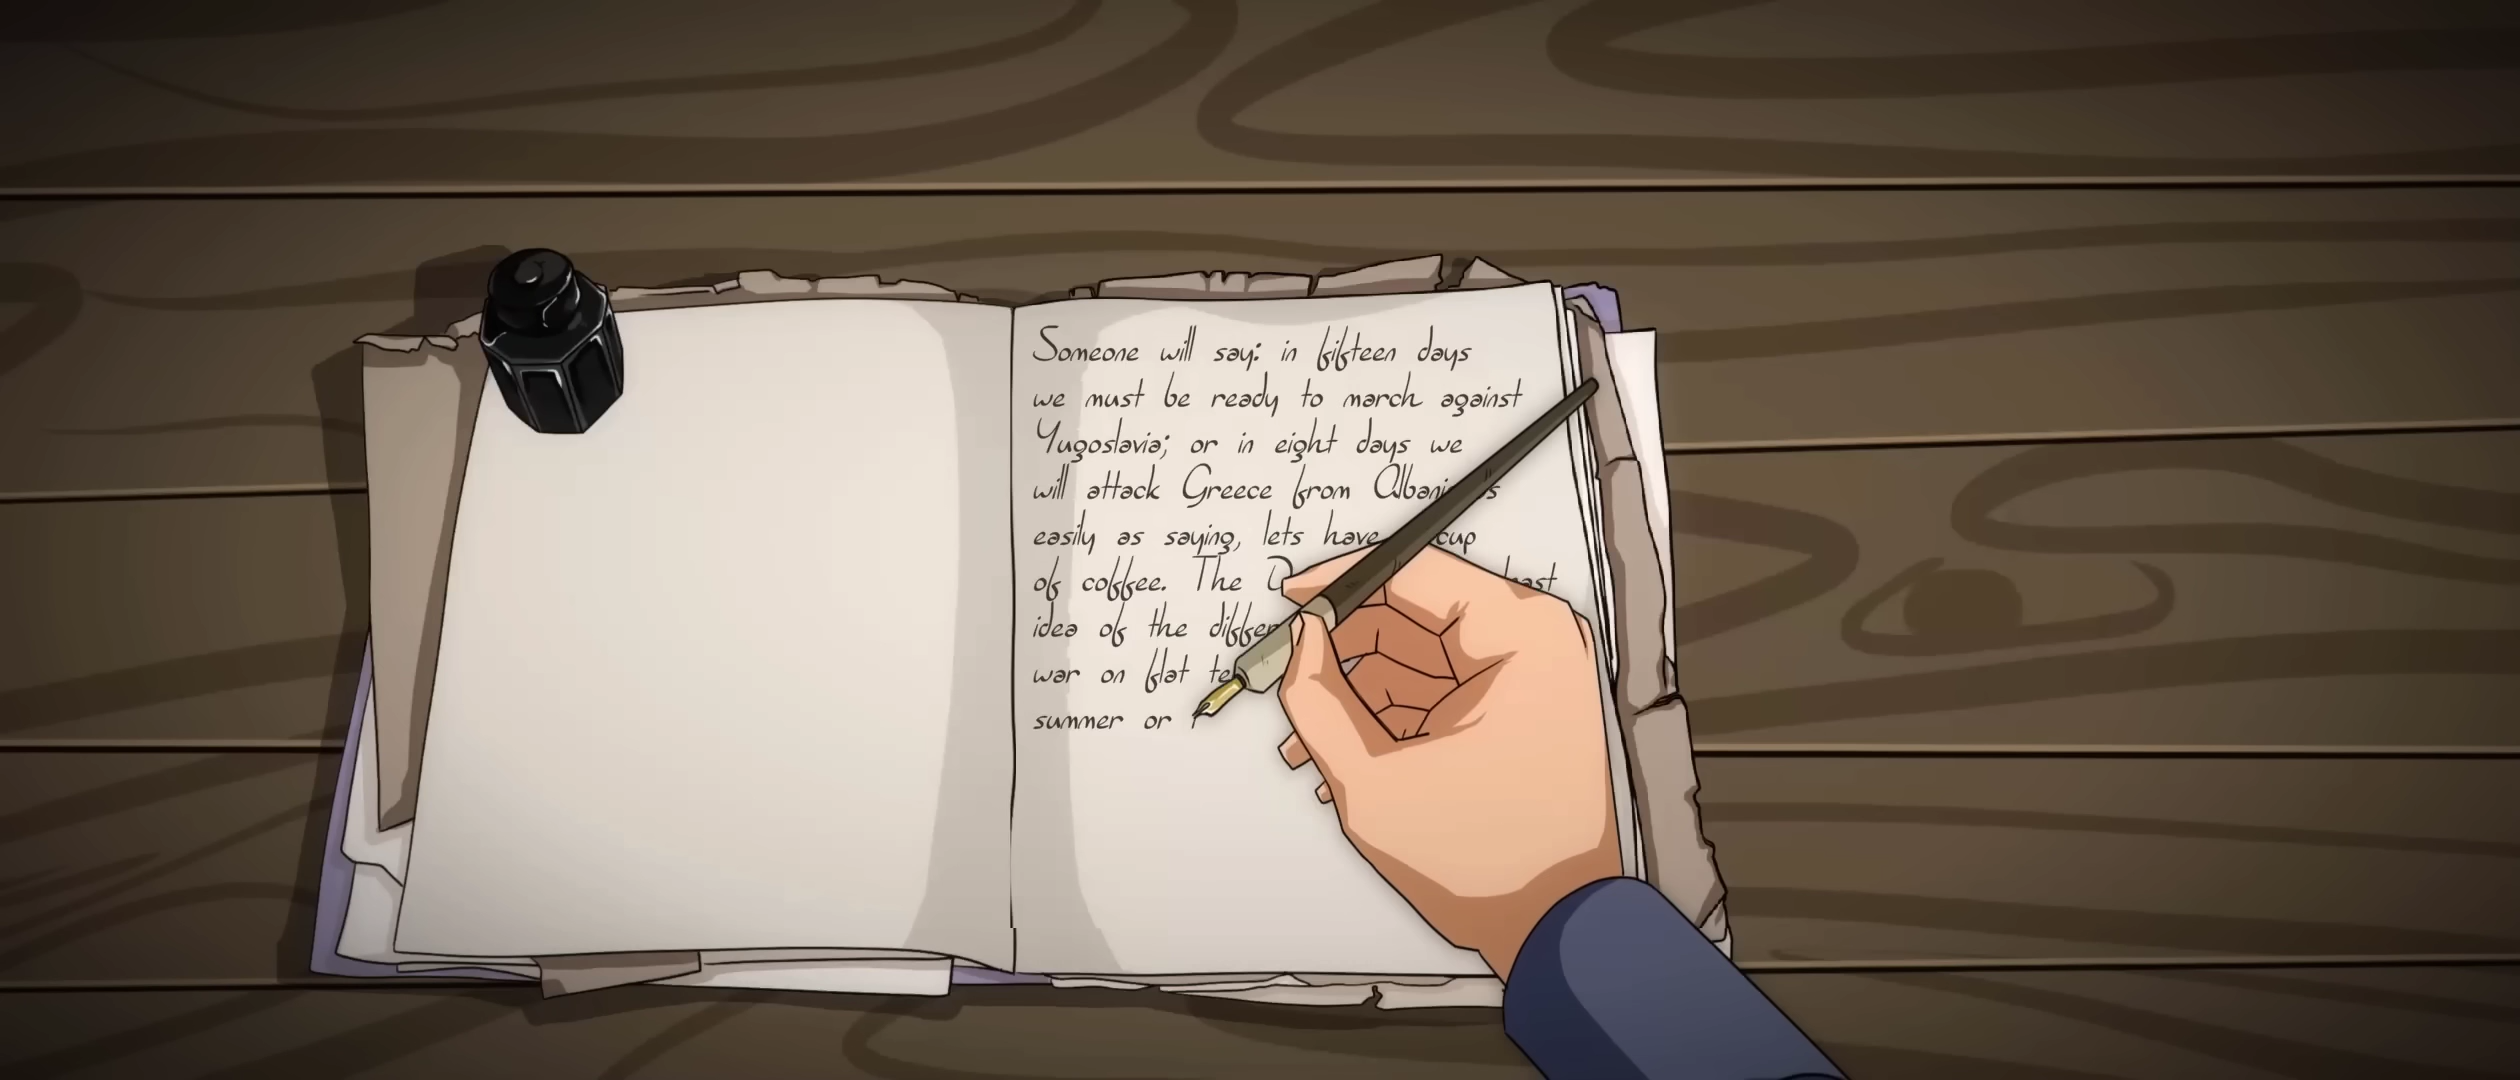 Someone will say: in fifteen days
we must be ready to march against
Yugoslavia; or in eight days we
will attack Greece from
easily as saying, lets have cup
of coffee. The
idea of the
war on flat
summer or